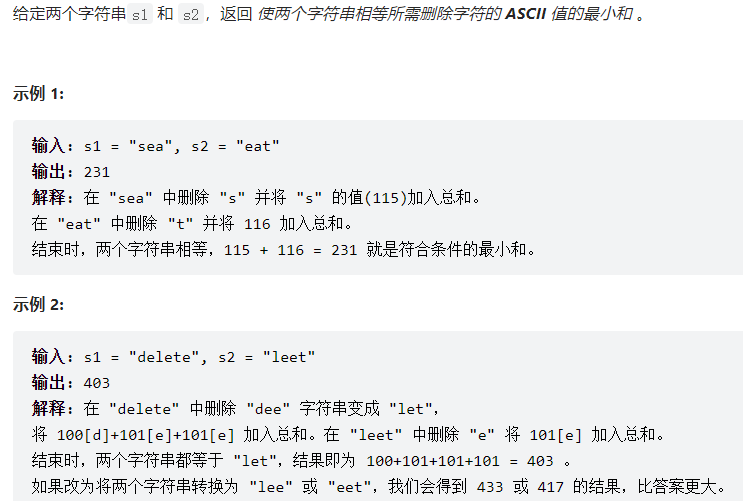 给定两个字符串s1 和 s2，返回 使两个字符串相等所需删除字符的 ASCII 值的最小和 。
示例 1:
输入: s1 = "sea", s2 = "eat"
输出: 231
解释: 在 "sea" 中删除 "s" 并将 "s" 的值(115)加入总和。
在 "eat" 中删除 "t" 并将 116 加入总和。
结束时，两个字符串相等，115 + 116 = 231 就是符合条件的最小和。
示例 2:
输入: s1 = "delete", s2 = "leet"
输出: 403
解释: 在 "delete" 中删除 "dee" 字符串变成 "let"，
将 100[d]+101[e]+101[e] 加入总和。在 "leet" 中删除 "e" 将 101[e] 加入总和。
结束时，两个字符串都等于 "let"，结果即为 100+101+101+101 = 403 。
如果改为将两个字符串转换为 "lee" 或 "eet"，我们会得到 433 或 417 的结果，比答案更大。